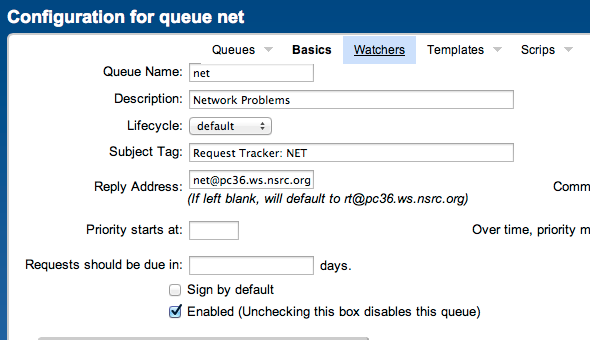 Configuration for queue net
Queues Basics Watchers Templates Scrips
Queue Name: net
Description: Network Problems
Lifecycle: default
Subject Tag: Request Tracker: NET
Reply Address: net@pc36.ws.nsrc.org Comm
(If left blank, will default to rt@pc36.ws.nsrc.org)
Priority starts at: Over time, priority m
Requests should be due in: days.
Sign by default
Enabled (Unchecking this box disables this queue)